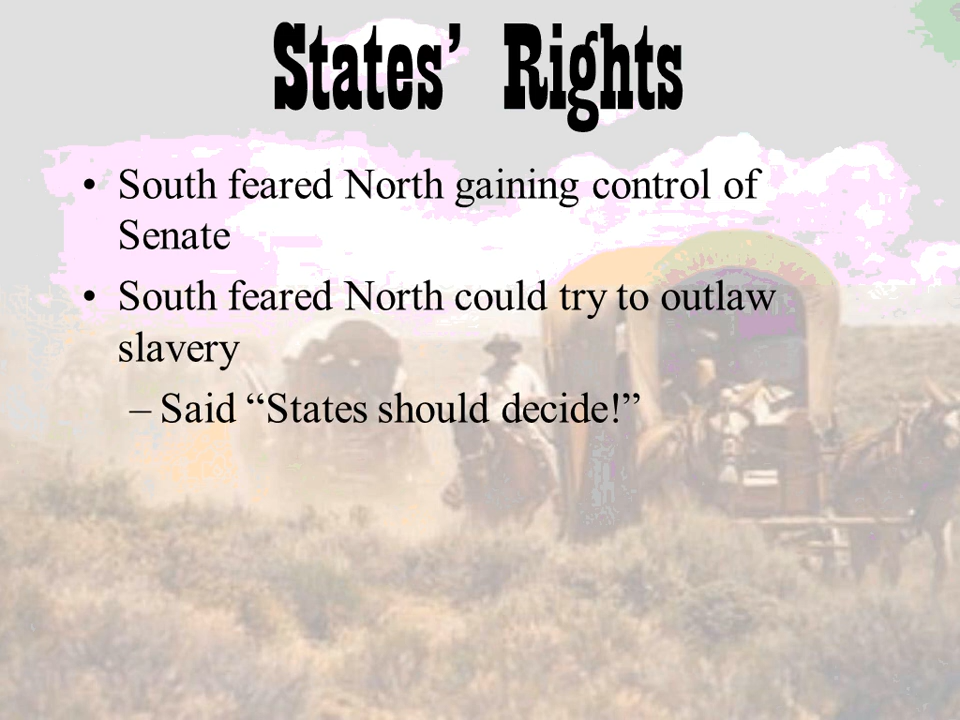 States’ Rights
• South feared North gaining control of
Senate
• South feared North could try to outlaw
slavery
– Said “States should decide!”